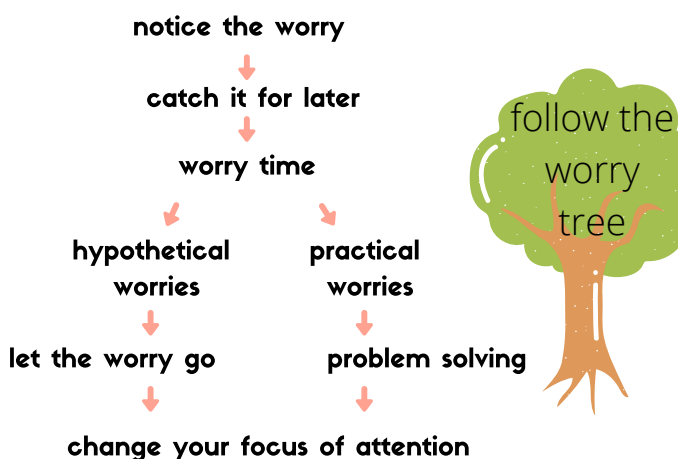 notice the worry
catch it for later
worry time
hypothetical
worries
practical
worries
let the worry go
problem solving
change your focus of attention
follow the
worry
tree